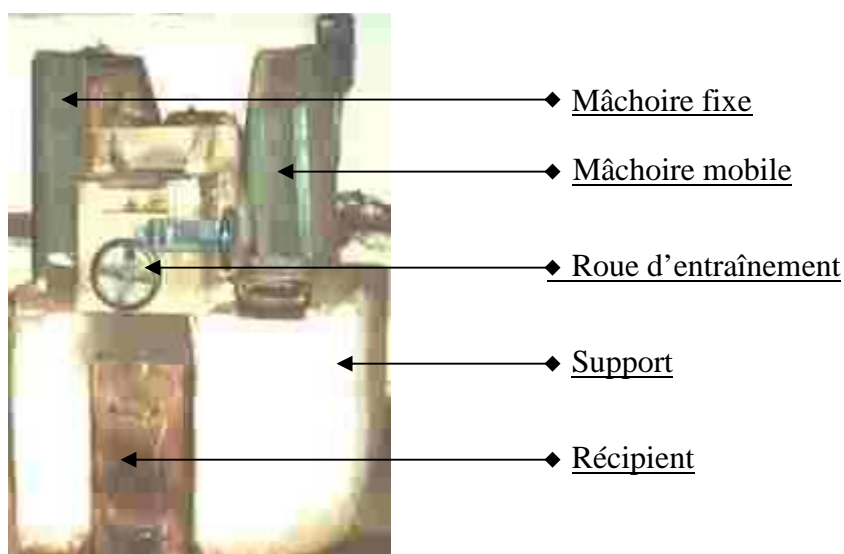 Mâchoire fixe
Mâchoire mobile
Roue d’entraînement
Support
Récipient